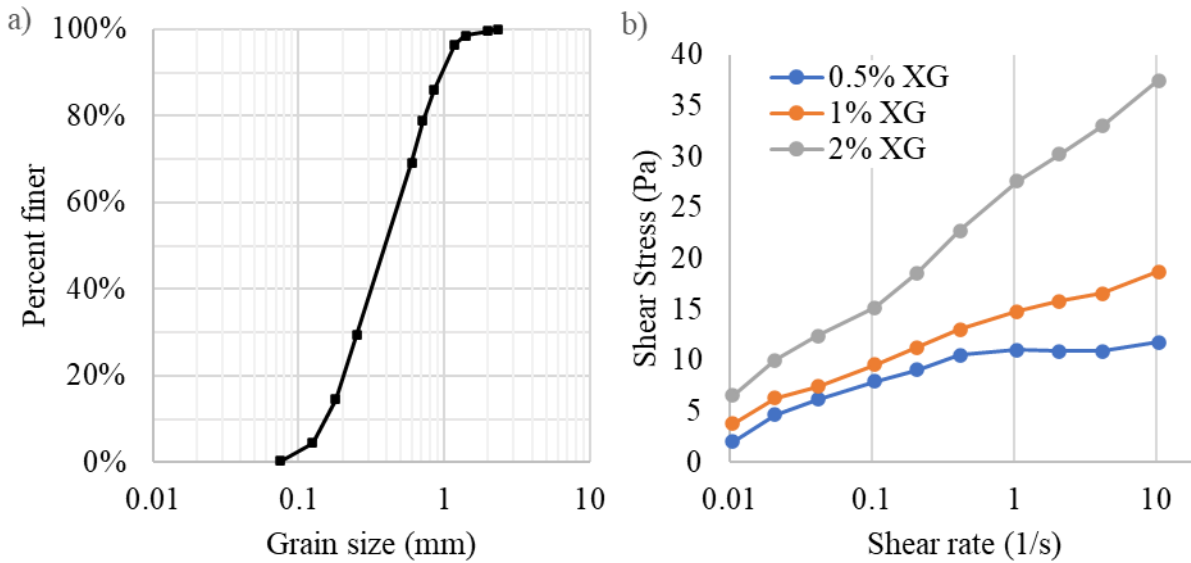 a)
100%
80%
60%
40%
20%
0%
Percent finer
0.01
0.1
1
10
Grain size (mm)
b)
40
35
30
25
20
15
10
5
0
Shear Stress (Pa)
0.5% XG
1% XG
2% XG
0.01
0.1
1
10
Shear rate (1/s)